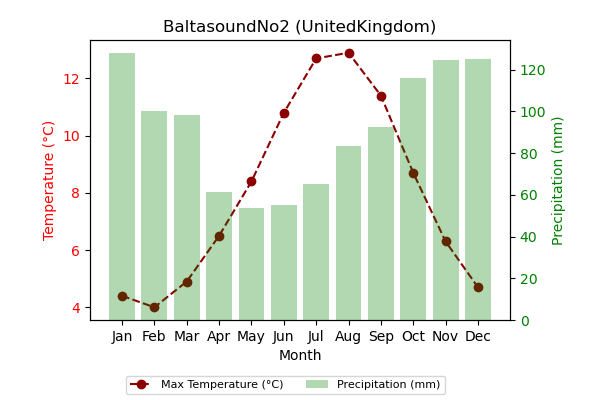 BaltasoundNo2 (UnitedKingdom)
12
10
8
6
4
Temperature (°C)
120
100
80
60
40
20
0
Precipitation (mm)
Jan Feb Mar Apr May Jun Jul Aug Sep Oct Nov Dec
Month
Max Temperature (°C) Precipitation (mm)